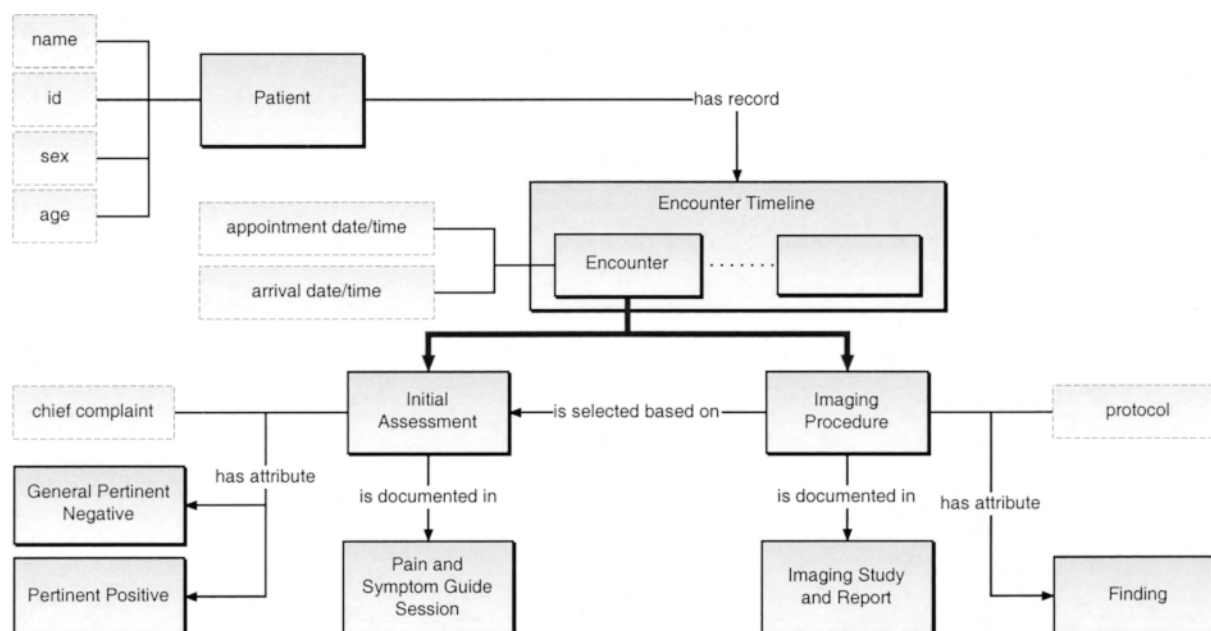 name
id
sex
age
Patient
has record
Encounter Timeline
appointment date/time
arrival date/time
Encounter
chief complaint
Initial
Assessment
is selected based on
Imaging
Procedure
protocol
has attribute
General Pertinent
Negative
Pertinent Positive
is documented in
Pain and
Symptom Guide
Session
is documented in
Imaging Study
and Report
has attribute
Finding